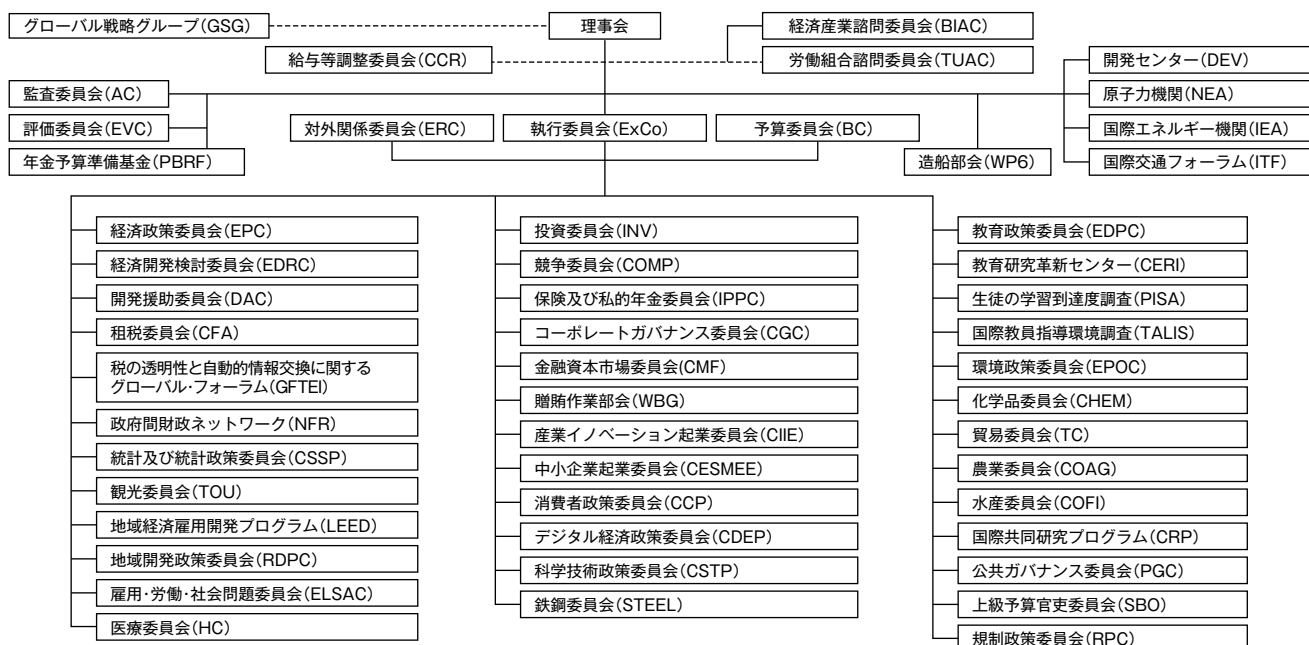 グローバル戦略グループ(GSG)
理事会
経済産業諮問委員会(BIAC)
給与等調整委員会(CCR)
労働組合諮問委員会(TUAC)
開発センター(DEV)
監査委員会(AC)
原子力機関(NEA)
評価委員会(EVC)
対外関係委員会(ERC)
執行委員会(ExCo)
予算委員会(BC)
国際エネルギー機関(IEA)
年金予算準備基金(PBRF)
造船部会(WP6)
国際交通フォーラム(ITF)
経済政策委員会(EPC)
経済開発検討委員会(EDRC)
開発援助委員会(DAC)
租税委員会(CFA)
税の透明性と自動的情報交換に関する
グローバル・フォーラム(GFTEI)
政府間財政ネットワーク(NFR)
統計及び統計政策委員会(CSSP)
観光委員会(TOU)
地域経済雇用開発プログラム(LEED)
地域開発政策委員会(RDPC)
雇用・労働・社会問題委員会(ELSAC)
医療委員会(HC)
投資委員会(INV)
競争委員会(COMP)
保険及び私的年金委員会(IPPC)
コーポレートガバナンス委員会(CGC)
金融資本市場委員会(CMF)
贈賄作業部会(WBG)
産業イノベーション起業委員会(CIIE)
中小企業起業委員会(CESMEE)
消費者政策委員会(CCP)
デジタル経済政策委員会(CDEP)
科学技術政策委員会(CSTP)
鉄鋼委員会(STEEL)
教育政策委員会(EDPC)
教育研究革新センター(CERI)
生徒の学習到達度調査(PISA)
国際教員指導環境調査(TALIS)
環境政策委員会(EPOC)
化学品委員会(CHEM)
貿易委員会(TC)
農業委員会(COAG)
水産委員会(COFI)
国際共同研究プログラム(CRP)
公共ガバナンス委員会(PGC)
上級予算官吏委員会(SBO)
規制政策委員会(RPC)